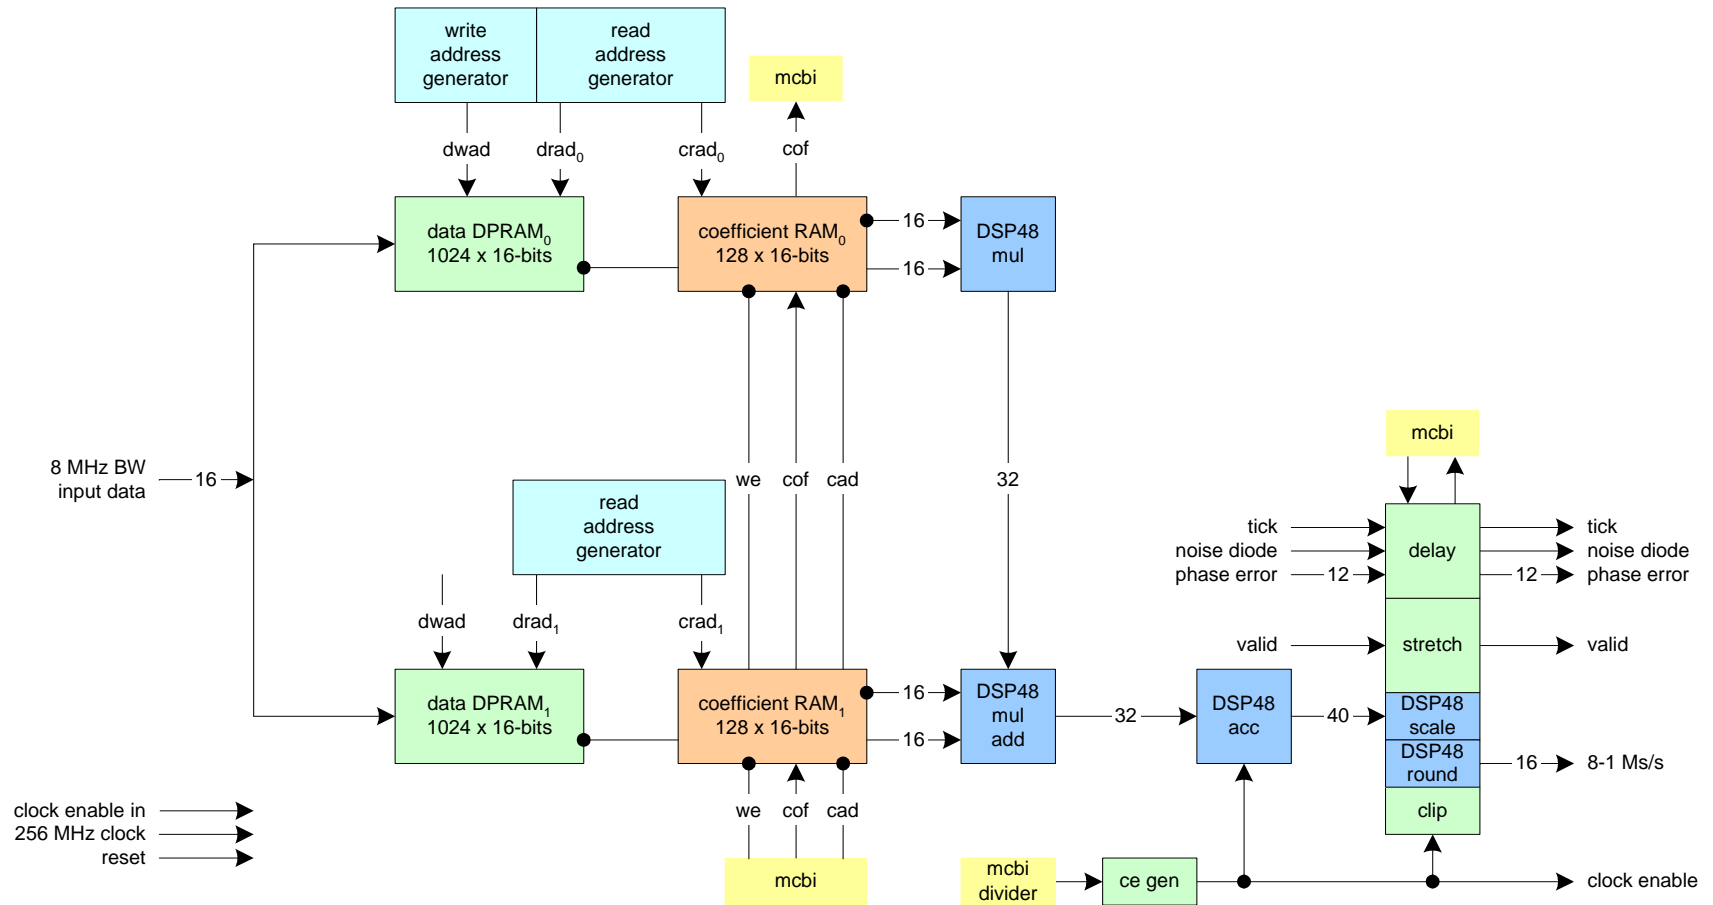 write
address
generator
read
address
generator
mcbi
dwad
drad0
crad0
cof
data DPRAM0
1024 x 16-bits
coefficient RAM0
128 x 16-bits
16
16
DSP48
mul
8 MHz BW
input data
16
we
cof
cad
32
read
address
generator
dwad
drad1
crad1
data DPRAM1
1024 x 16-bits
coefficient RAM1
128 x 16-bits
16
16
DSP48
mul
add
32
DSP48
acc
40
mcbi
tick
noise diode
phase error
12
delay
12
tick
noise diode
phase error
valid
stretch
valid
DSP48
scale
DSP48
round
16
8-1 Ms/s
clip
clock enable in
256 MHz clock
reset
we
cof
cad
mcbi
mcbi
divider
ce gen
clock enable